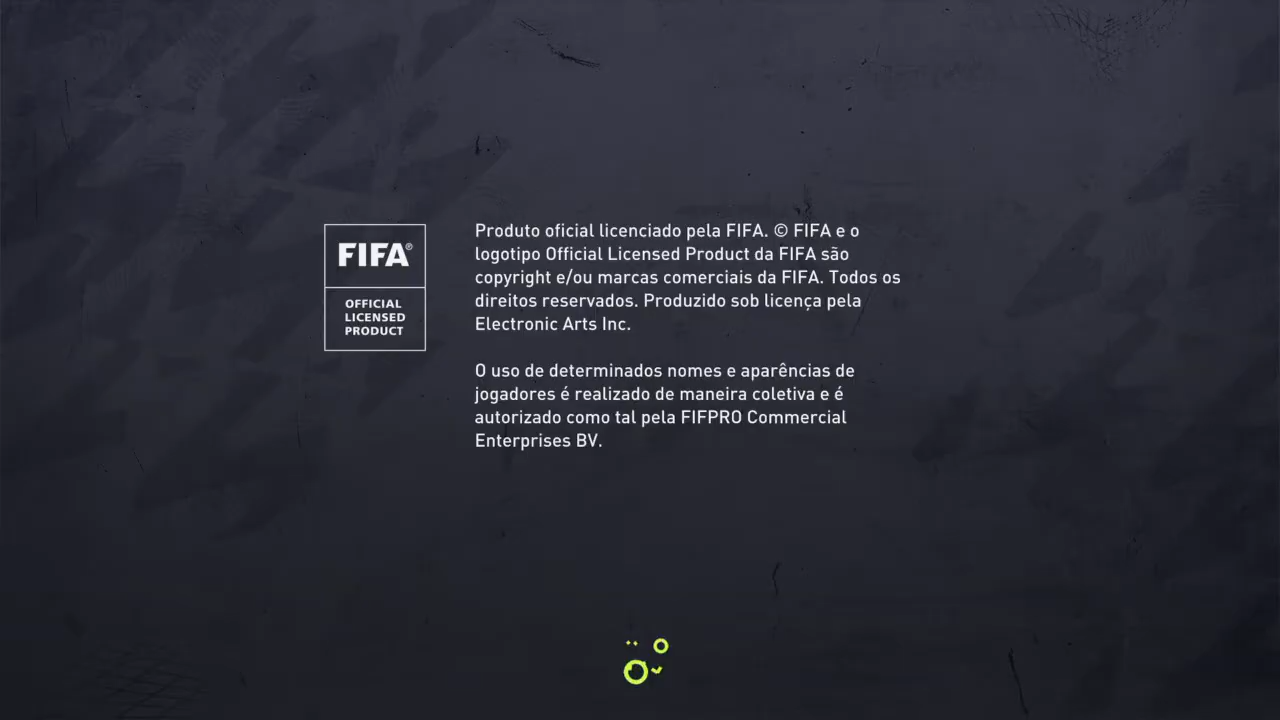 FIFA®
OFFICIAL
LICENSED
PRODUCT
Produto oficial licenciado pela FIFA. © FIFA e o
logotipo Official Licensed Product da FIFA são
copyright e/ou marcas comerciais da FIFA. Todos os
direitos reservados. Produzido sob licença pela
Electronic Arts Inc.
O uso de determinados nomes e aparências de
jogadores é realizado de maneira coletiva e é
autorizado como tal pela FIFPRO Commercial
Enterprises BV.